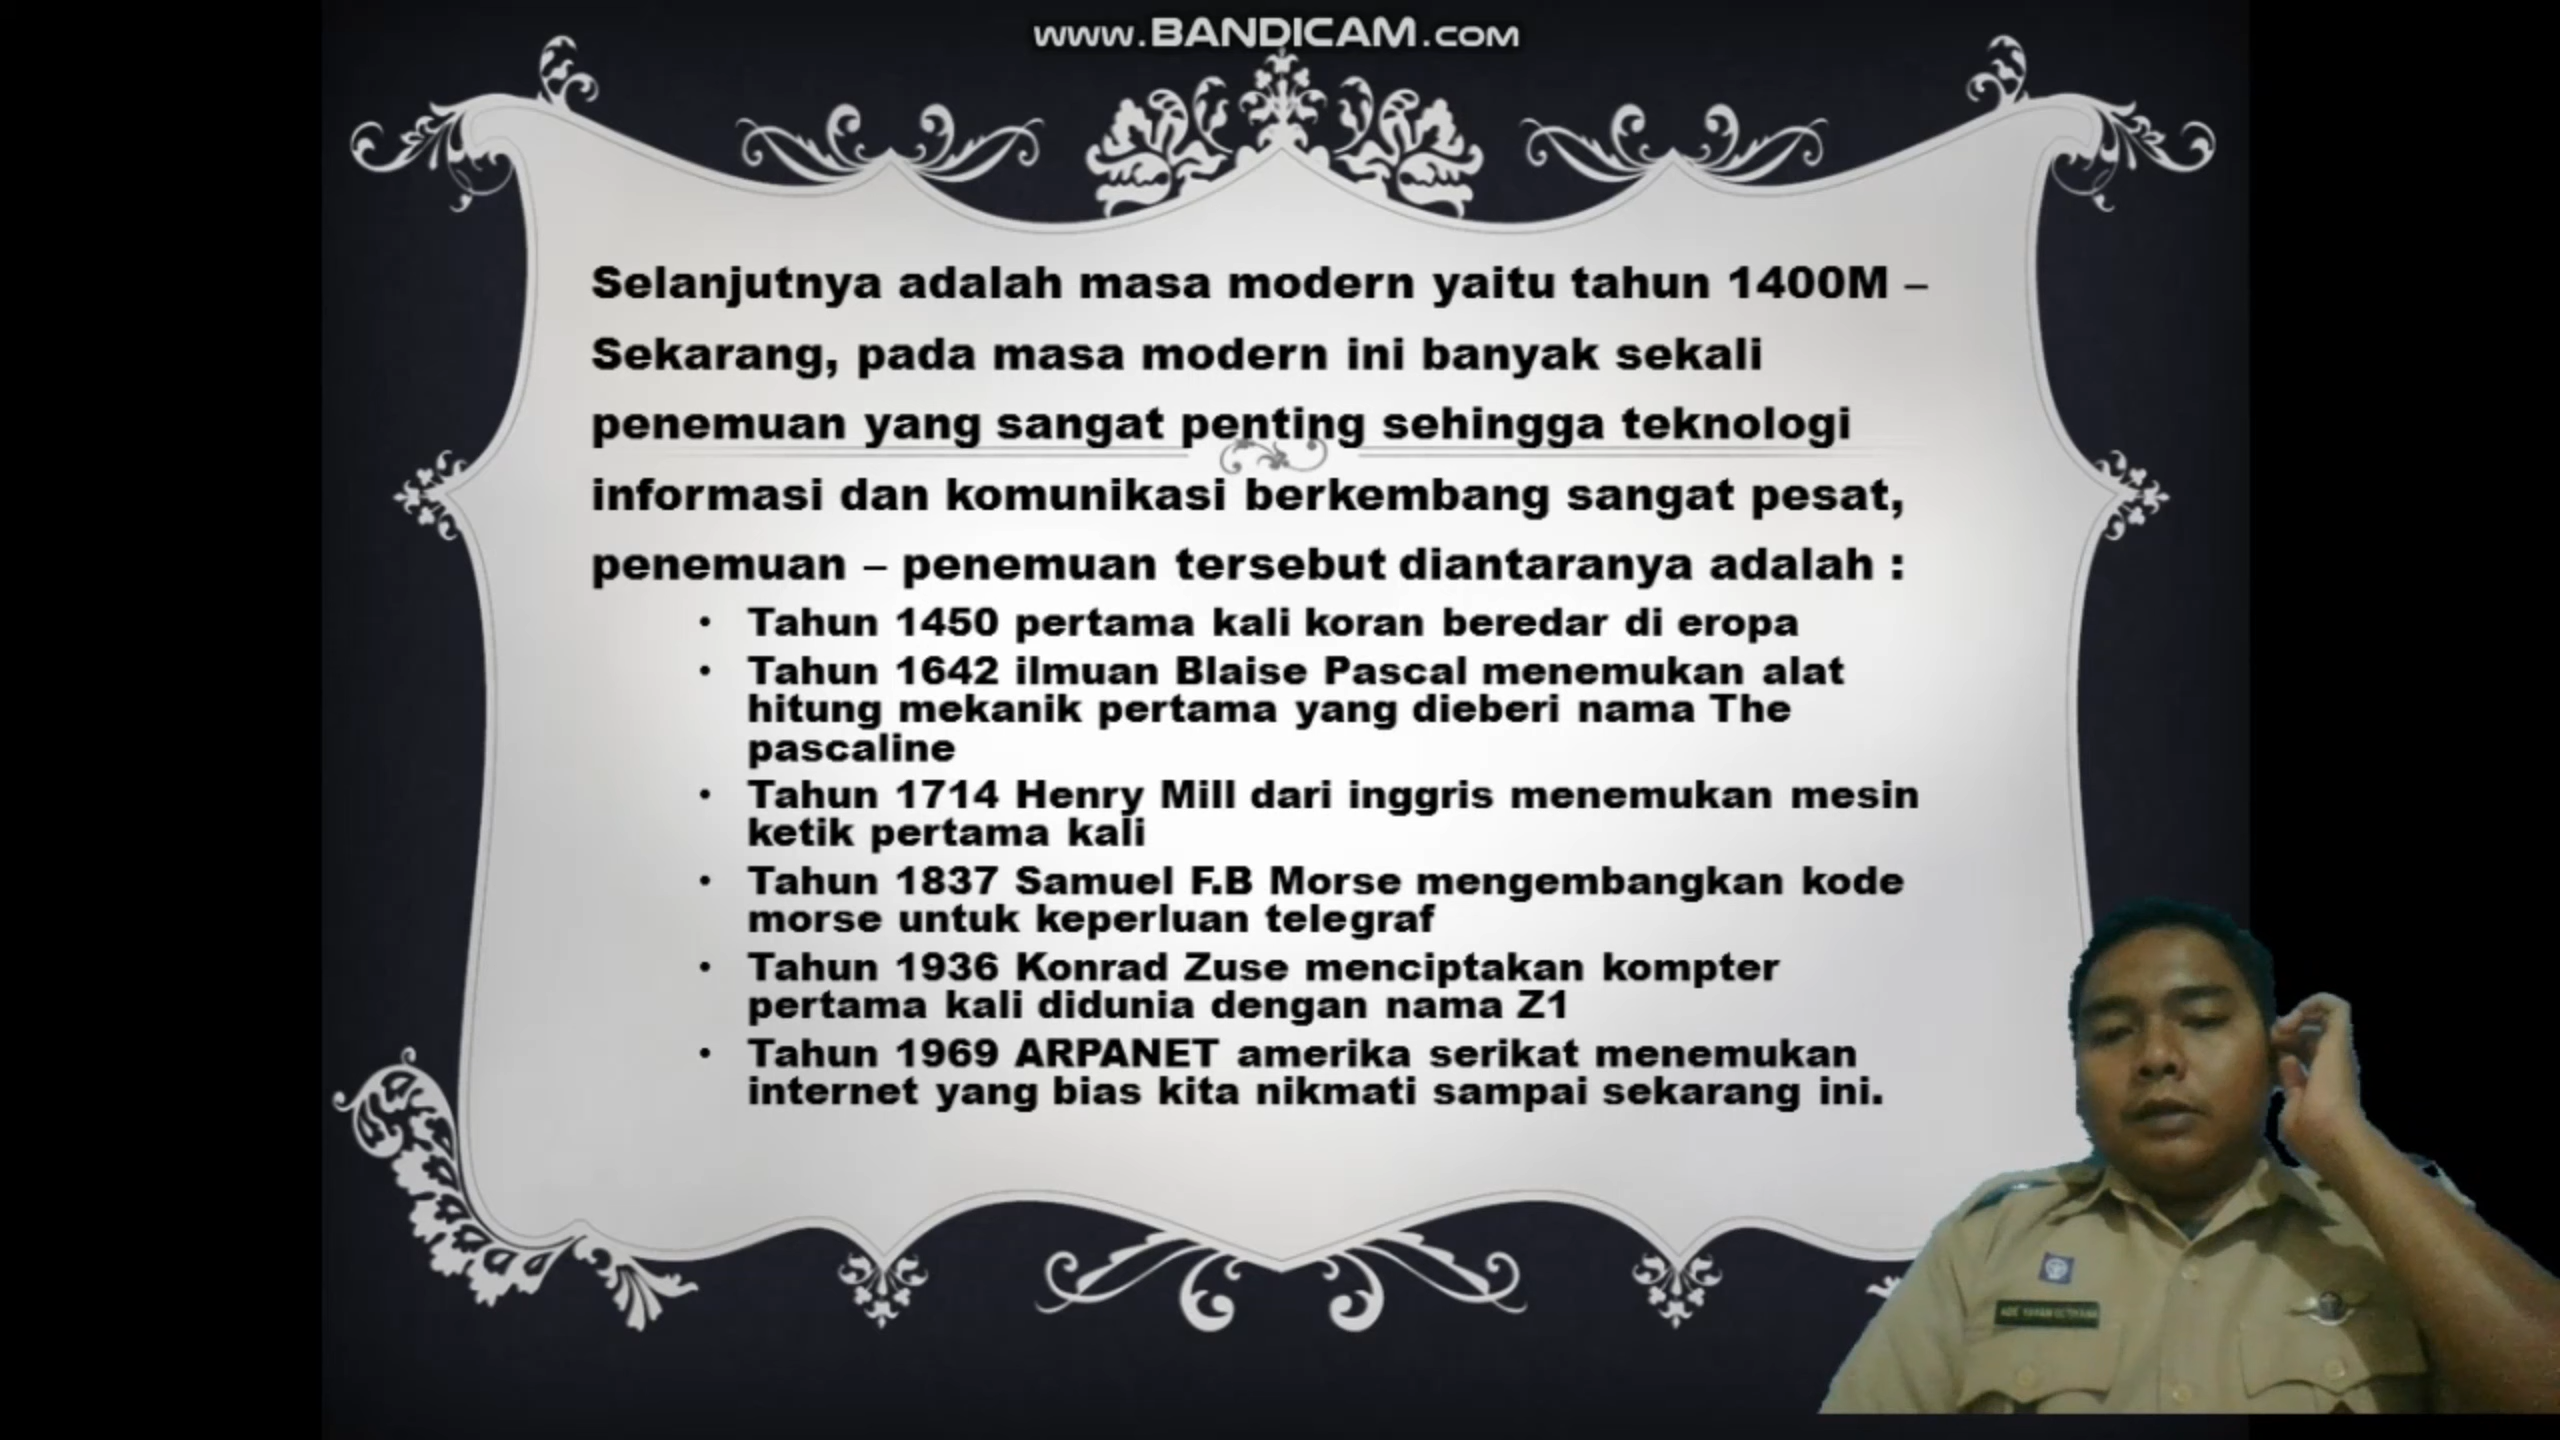 www.BANDICAM.com
Selanjutnya adalah masa modern yaitu tahun 1400M –
Sekarang, pada masa modern ini banyak sekali
penemuan yang sangat penting sehingga teknologi
informasi dan komunikasi berkembang sangat pesat,
penemuan – penemuan tersebut diantaranya adalah :
• Tahun 1450 pertama kali koran beredar di eropa
• Tahun 1642 ilmuan Blaise Pascal menemukan alat
hitung mekanik pertama yang dieberi nama The
pascaline
• Tahun 1714 Henry Mill dari inggris menemukan mesin
ketik pertama kali
• Tahun 1837 Samuel F.B Morse mengembangkan kode
morse untuk keperluan telegraf
• Tahun 1936 Konrad Zuse menciptakan kompter
pertama kali didunia dengan nama Z1
• Tahun 1969 ARPANET amerika serikat menemukan
internet yang bias kita nikmati sampai sekarang ini.